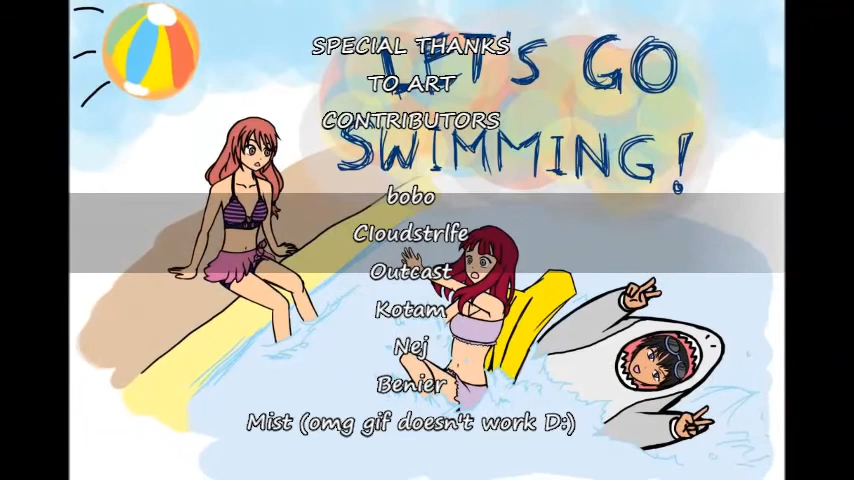 LET'S GO
SWIMMING!
SPECIAL THANKS
TO ART
CONTRIBUTORS
bobo
Cloudstrlfe
Outcast
Kotam
Nej
Benier
Mist (omg gif doesn't work D:)